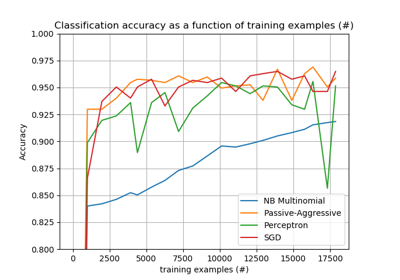 Classification accuracy as a function of training examples (#)
1.000
0.975
0.950
0.925
0.900
0.875
0.850
0.825
0.800
Accuracy
NB Multinomial
Passive-Aggressive
Perceptron
SGD
0 2500 5000 7500 10000 12500 15000 17500
training examples (#)